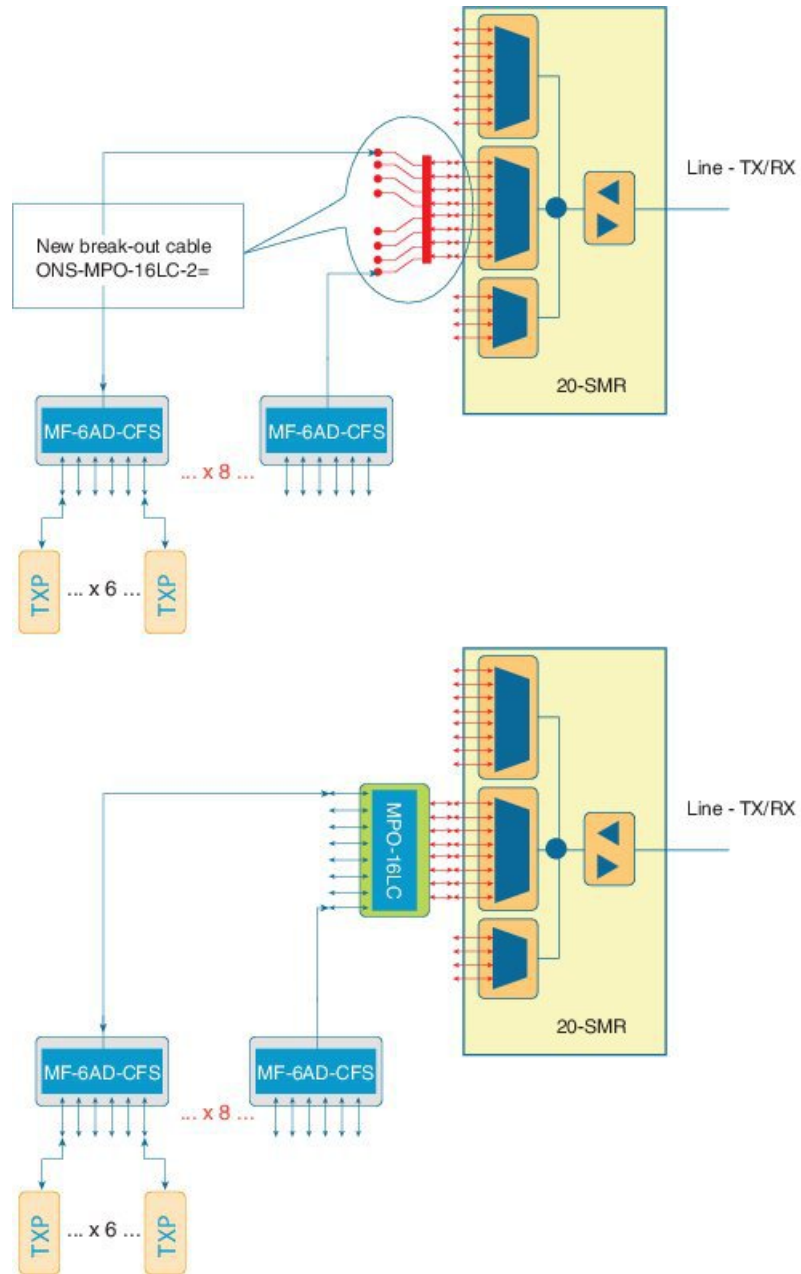 Line - TX/RX
New break-out cable
ONS-MPO-16LC-2=
20-SMR
MF-6AD-CFS
MF-6AD-CFS
... x 8 ...
TXP
... x 6 ...
TXP
MPO-16LC
Line - TX/RX
20-SMR
MF-6AD-CFS
MF-6AD-CFS
... x 8 ...
TXP
... x 6 ...
TXP